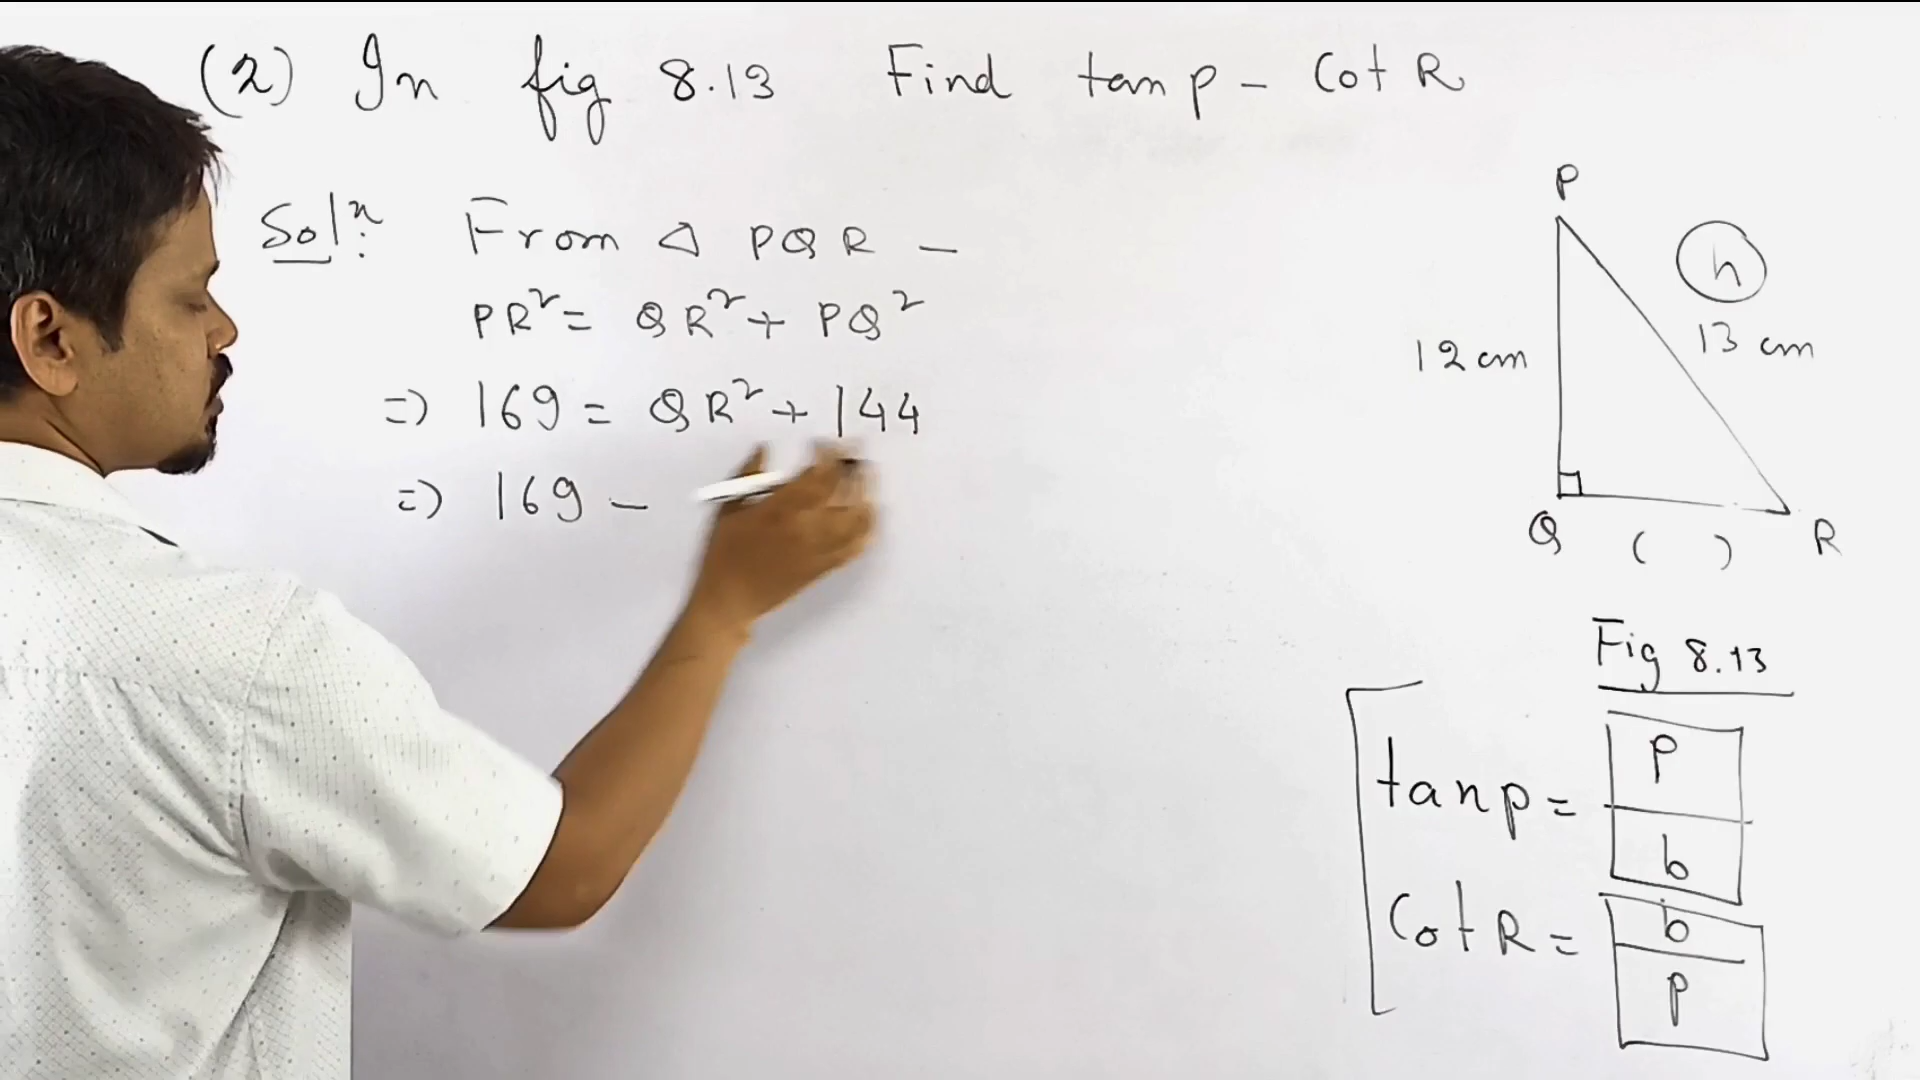 (2) In fig 8.13 Find tan p - Cot R
Solⁿ: From △ PQR -
PR² = QR² + PQ²
=> 169 = QR² + 144
=> 169 -
P
h
12 cm
13 cm
Q ( ) R
Fig 8.13
tan p = P
b
Cot R = b
P